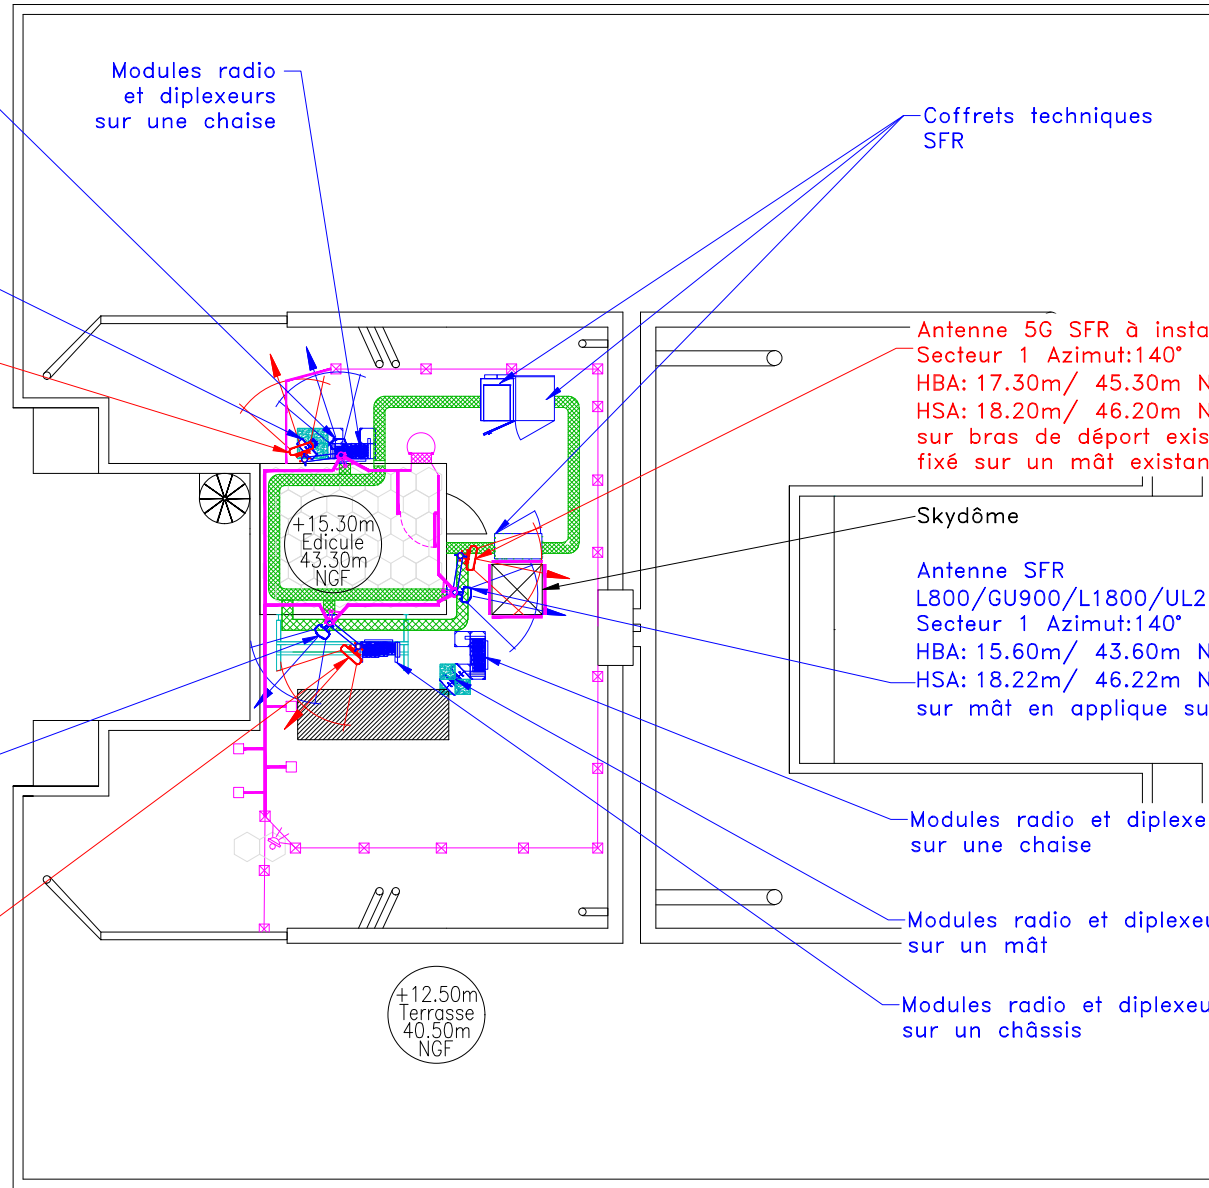 Modules radio
et diplexeurs
sur une chaise
Coffrets techniques
SFR
Antenne 5G SFR à insta
Secteur 1 Azimut:140°
HBA: 17.30m/ 45.30m N
HSA: 18.20m/ 46.20m N
sur bras de déport exis
fixé sur un mât existan
Skydôme
+15.30m
Edicule
43.30m
NGF
Antenne SFR
L800/GU900/L1800/UL2
Secteur 1 Azimut:140°
HBA: 15.60m/ 43.60m N
HSA: 18.22m/ 46.22m N
sur mât en applique su
Modules radio et diplexe
sur une chaise
Modules radio et diplexeu
sur un mât
+12.50m
Terrasse
40.50m
NGF
Modules radio et diplexeu
sur un châssis